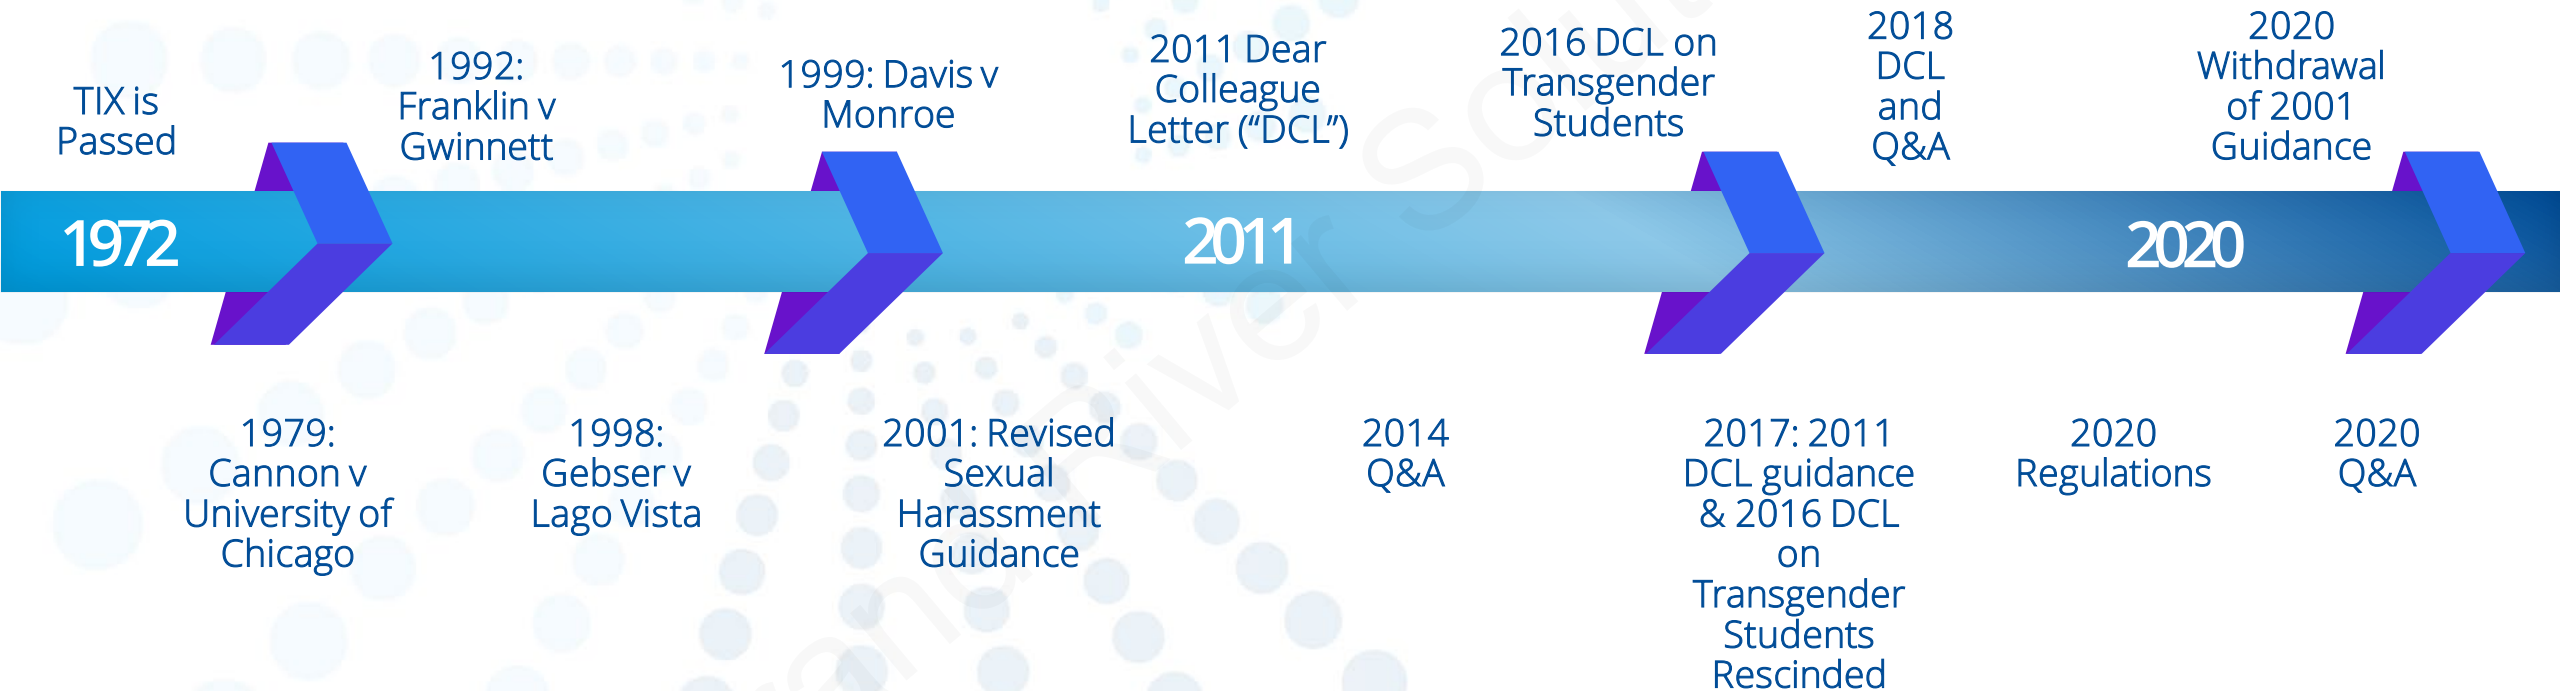 TIX is
Passed
1992:
Franklin v
Gwinnett
1999: Davis v
Monroe
2011 Dear
Colleague
Letter (“DCL”)
2016 DCL on
Transgender
Students
2018
DCL
and
Q&A
2020
Withdrawal
of 2001
Guidance
1972
2011
2020
1979:
Cannon v
University of
Chicago
1998:
Gebser v
Lago Vista
2001: Revised
Sexual
Harassment
Guidance
2014
Q&A
2017: 2011
DCL guidance
& 2016 DCL
on
Transgender
Students
Rescinded
2020
Regulations
2020
Q&A